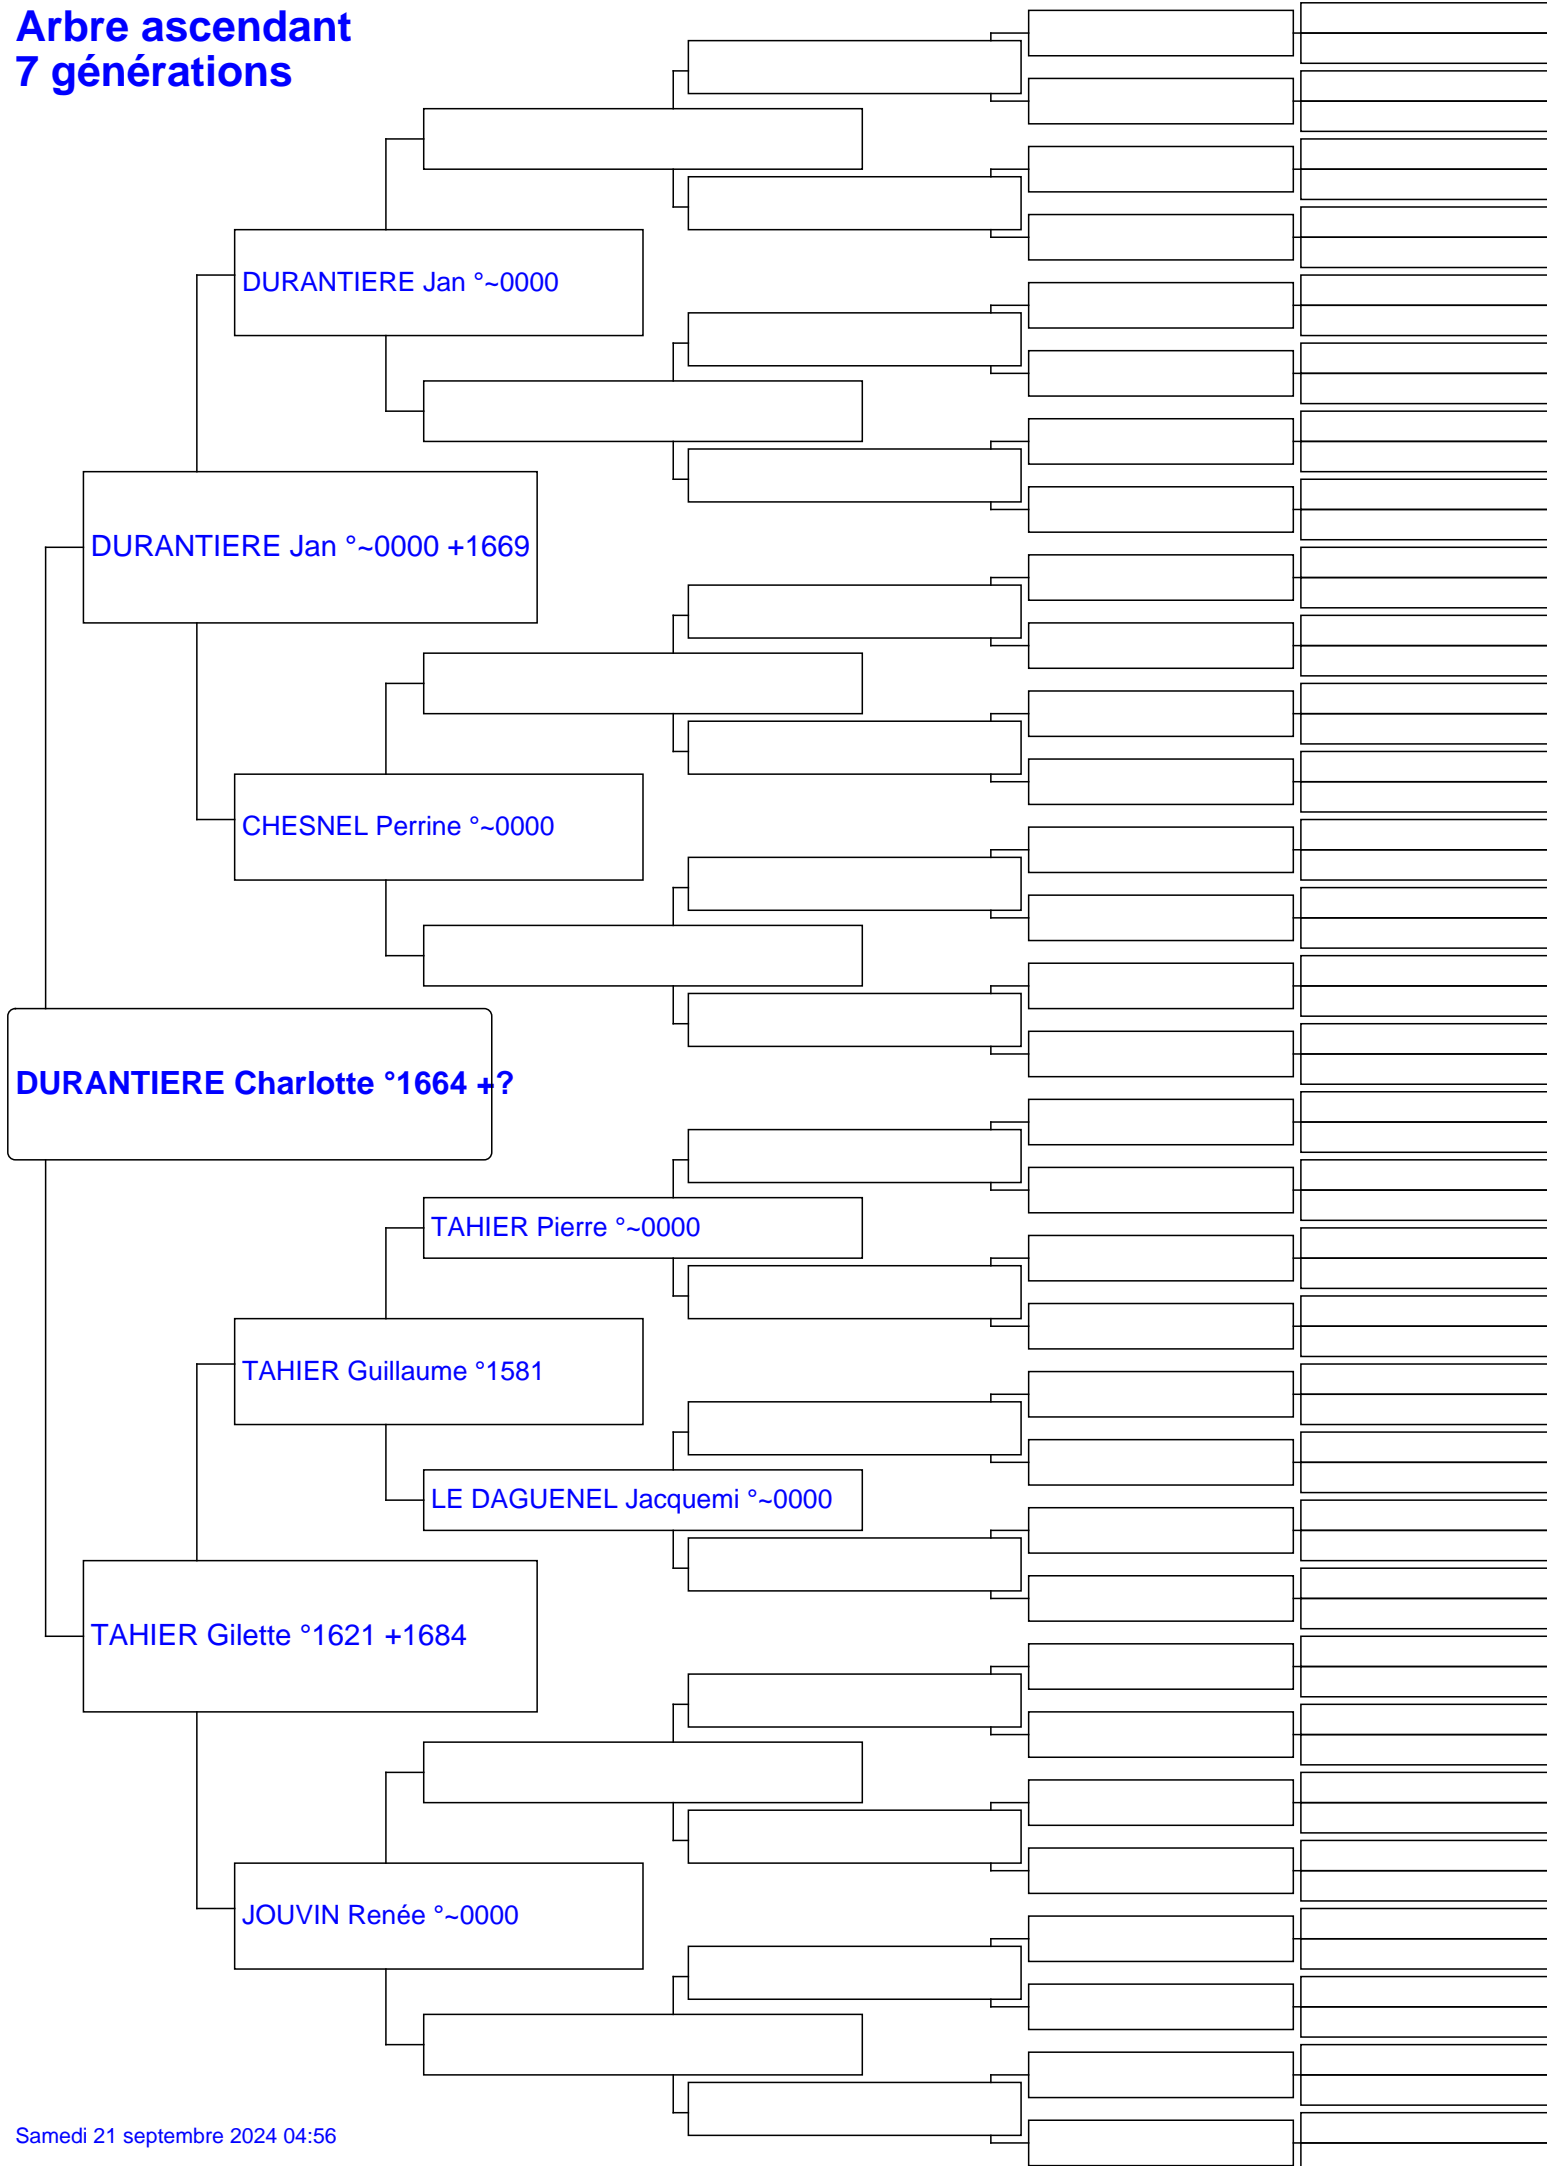 Arbre ascendant
7 générations
DURANTIERE Jan °~0000
DURANTIERE Jan °~0000 +1669
CHESNEL Perrine °~0000
DURANTIERE Charlotte °1664 +?
TAHIER Pierre °~0000
TAHIER Guillaume °1581
LE DAGUENEL Jacquemi °~0000
TAHIER Gilette °1621 +1684
JOUVIN Renée °~0000
Samedi 21 septembre 2024 04:56